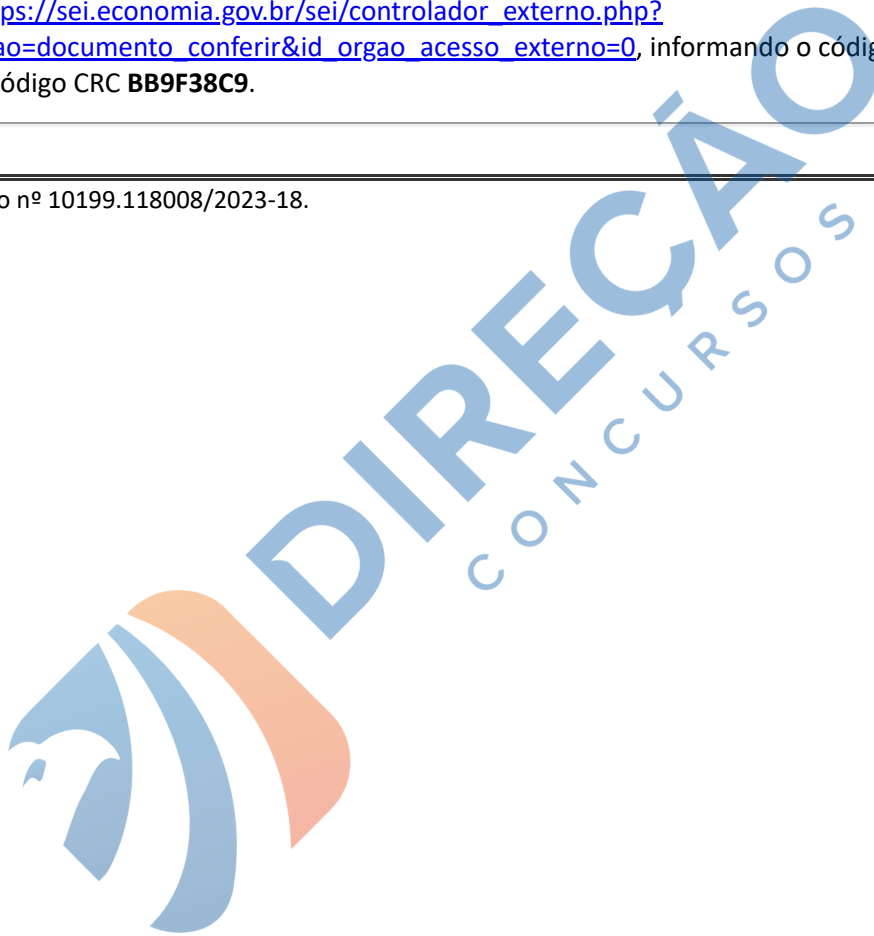 ps://sei.economia.gov.br/sei/controlador_externo.php?
ao=documento_conferir&id_orgao_acesso_externo=0, informando o códig
ódigo CRC BB9F38C9.
o nº 10199.118008/2023-18.
DIREÇÃO
CONCURSOS